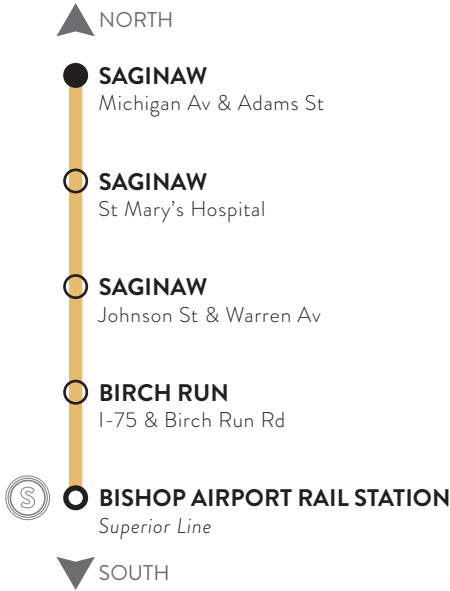 NORTH
SAGINAW
Michigan Av & Adams St
SAGINAW
St Mary's Hospital
SAGINAW
Johnson St & Warren Av
BIRCH RUN
I-75 & Birch Run Rd
S BISHOP AIRPORT RAIL STATION
Superior Line
SOUTH